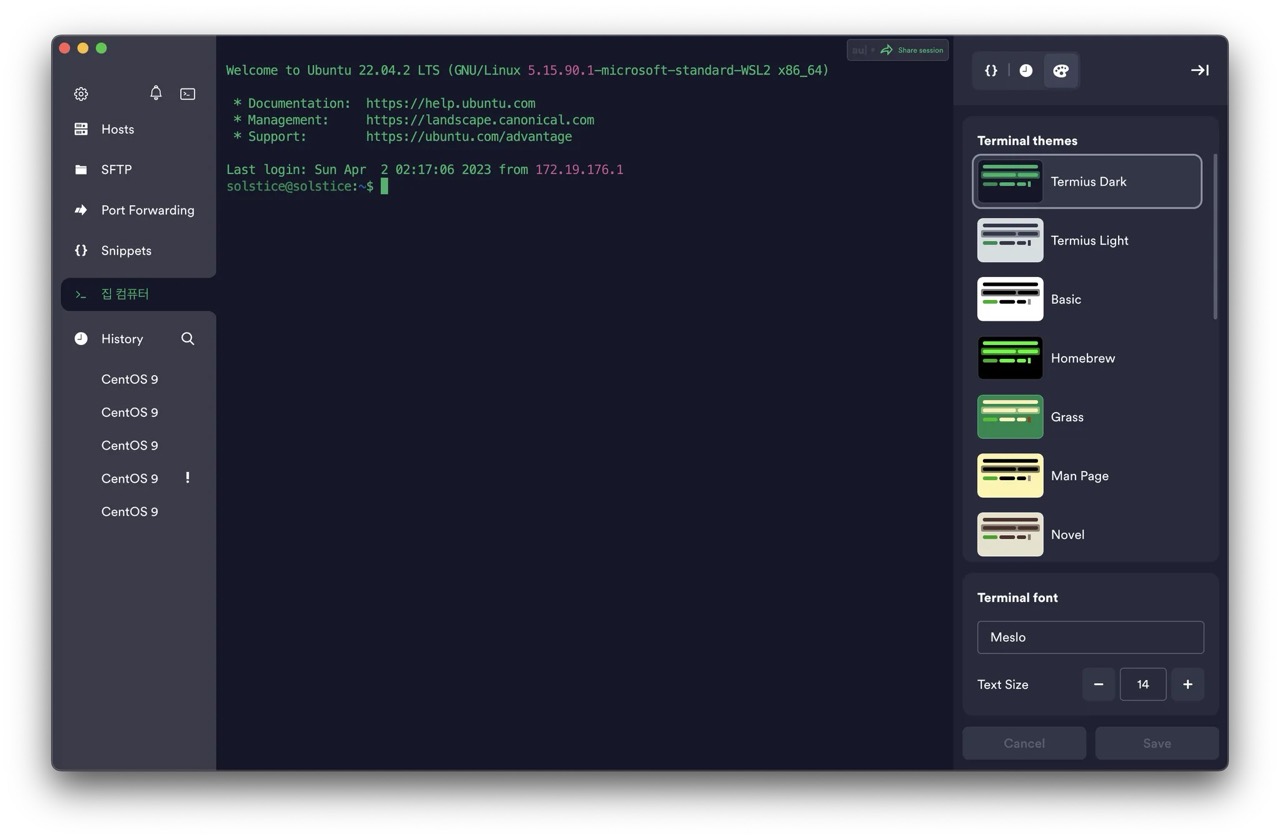 Hosts
SFTP
Port Forwarding
{} Snippets
>_ 집 컴퓨터
History
CentOS 9
CentOS 9
CentOS 9
CentOS 9 !
CentOS 9
Share session
Welcome to Ubuntu 22.04.2 LTS (GNU/Linux 5.15.90.1-microsoft-standard-WSL2 x86_64)
* Documentation: https://help.ubuntu.com
* Management: https://landscape.canonical.com
* Support: https://ubuntu.com/advantage
Last login: Sun Apr 2 02:17:06 2023 from 172.19.176.1
solstice@solstice:~$
{}
Terminal themes
Termius Dark
Termius Light
Basic
Homebrew
Grass
Man Page
Novel
Terminal font
Meslo
Text Size − 14 +
Cancel Save